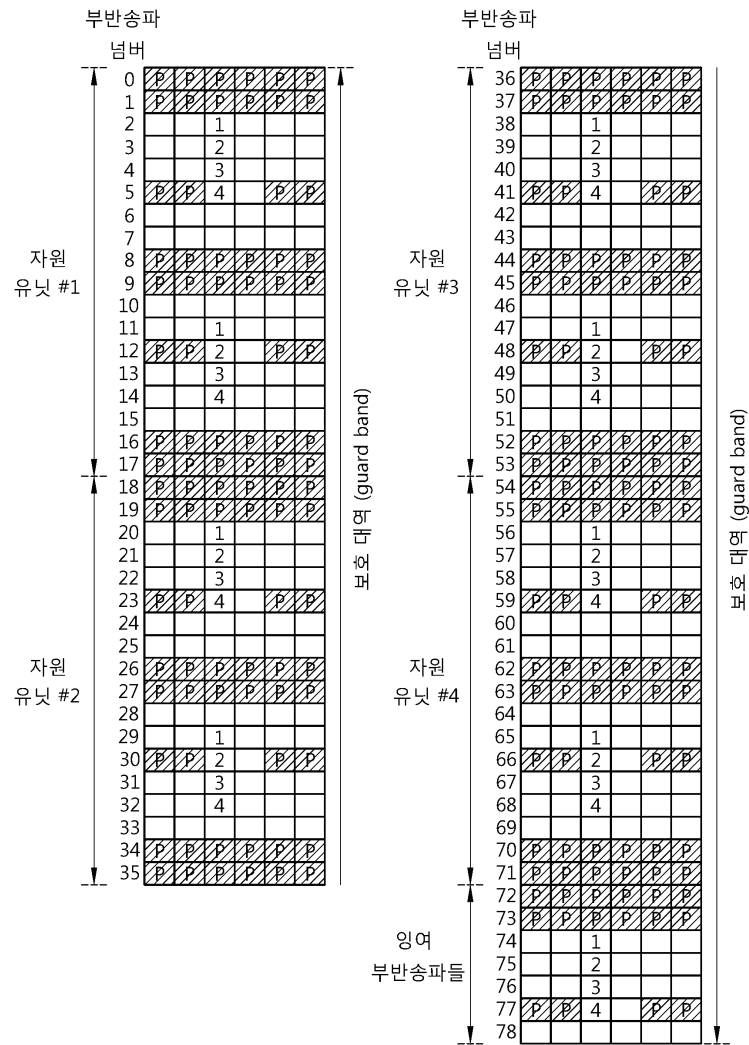 부반송파
넘버
0 P P P P P P
1 P P P P P P
2 1
3 2
4 3
5 P P 4 P P
6
7
8 P P P P P P
9 P P P P P P
10
11 1
12 P P 2 P P
13 3
14 4
15
16 P P P P P P
17 P P P P P P
18 P P P P P P
19 P P P P P P
20 1
21 2
22 3
23 P P 4 P P
24
25
26 P P P P P P
27 P P P P P P
28
29 1
30 P P 2 P P
31 3
32 4
33
34 P P P P P P
35 P P P P P P
자원
유닛 #1
자원
유닛 #2
보호 대역 (guard band)
부반송파
넘버
36 P P P P P P
37 P P P P P P
38 1
39 2
40 3
41 P P 4 P P
42
43
44 P P P P P P
45 P P P P P P
46
47 1
48 P P 2 P P
49 3
50 4
51
52 P P P P P P
53 P P P P P P
54 P P P P P P
55 P P P P P P
56 1
57 2
58 3
59 P P 4 P P
60
61
62 P P P P P P
63 P P P P P P
64
65 1
66 P P 2 P P
67 3
68 4
69
70 P P P P P P
71 P P P P P P
72 P P P P P P
73 P P P P P P
74 1
75 2
76 3
77 P P 4 P P
78
자원
유닛 #3
자원
유닛 #4
잉여
부반송파들
보호 대역 (guard band)